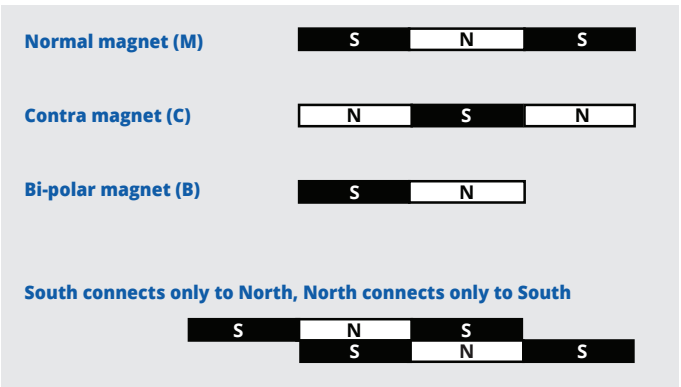 Normal magnet (M) S N S
Contra magnet (C) N S N
Bi-polar magnet (B) S N
South connects only to North, North connects only to South
S N S
S N S